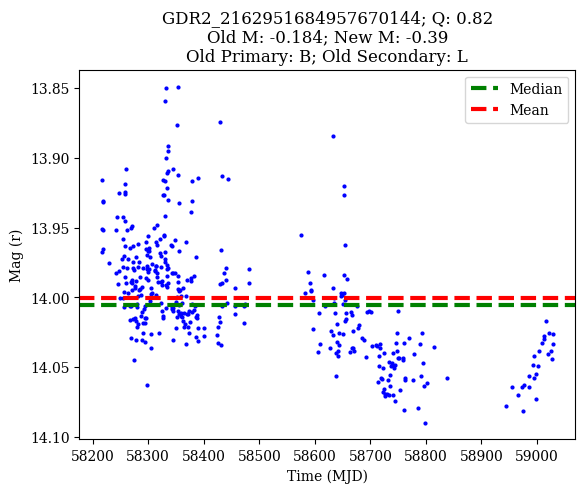 GDR2_2162951684957670144; Q: 0.82
Old M: -0.184; New M: -0.39
Old Primary: B; Old Secondary: L
Median
Mean
13.85
13.90
13.95
14.00
14.05
14.10
Mag (r)
58200 58300 58400 58500 58600 58700 58800 58900 59000
Time (MJD)